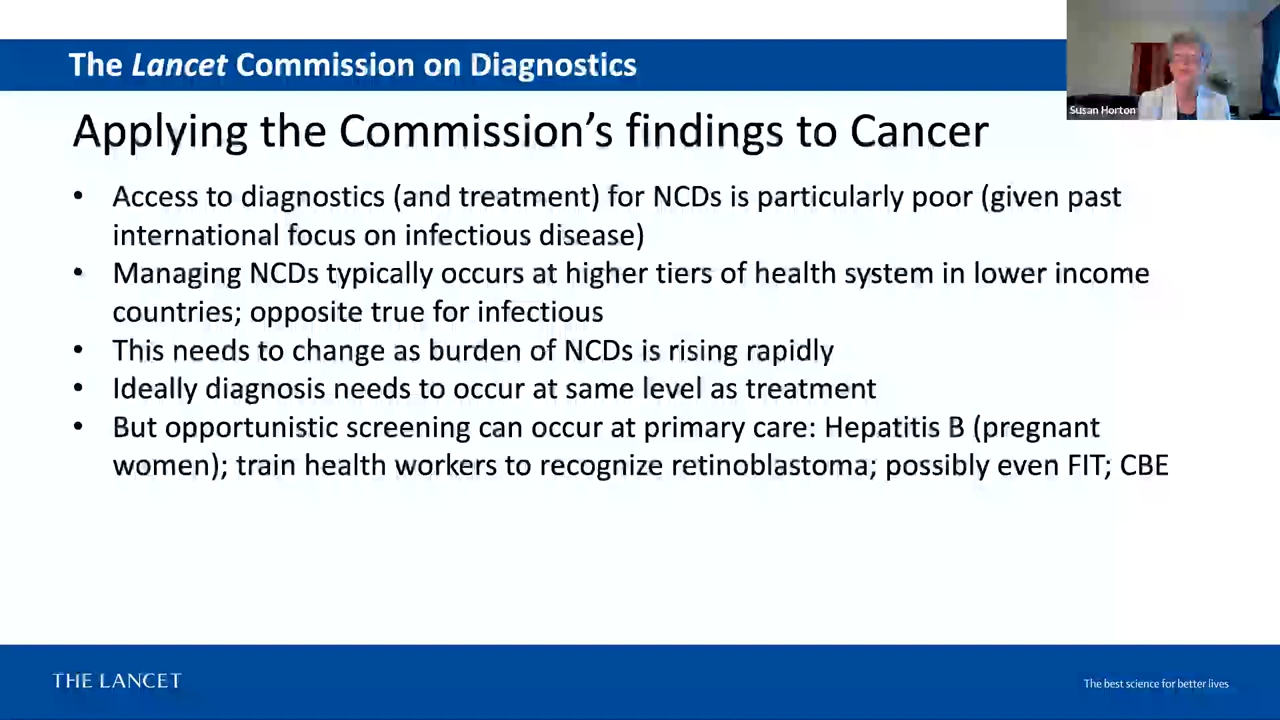 The Lancet Commission on Diagnostics
Susan Horton
Applying the Commission's findings to Cancer
• Access to diagnostics (and treatment) for NCDs is particularly poor (given past
international focus on infectious disease)
• Managing NCDs typically occurs at higher tiers of health system in lower income
countries; opposite true for infectious
• This needs to change as burden of NCDs is rising rapidly
• Ideally diagnosis needs to occur at same level as treatment
• But opportunistic screening can occur at primary care: Hepatitis B (pregnant
women); train health workers to recognize retinoblastoma; possibly even FIT; CBE
THE LANCET
The best science for better lives